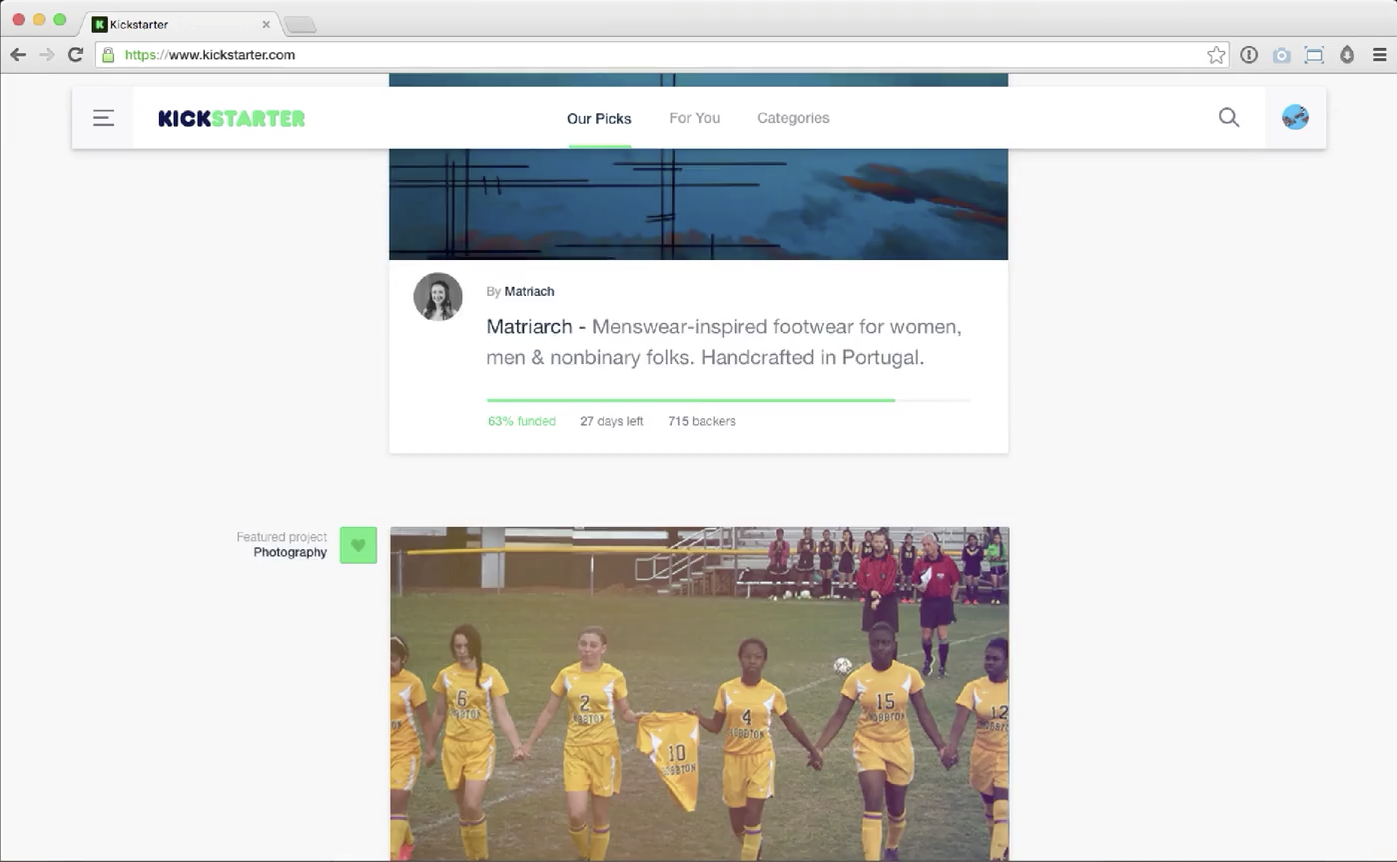 Kickstarter
https://www.kickstarter.com
KICKSTARTER
Our Picks
For You
Categories
By Matriach
Matriarch - Menswear-inspired footwear for women,
men & nonbinary folks. Handcrafted in Portugal.
63% funded
27 days left
715 backers
Featured project
Photography
6
2
4
15
12
10